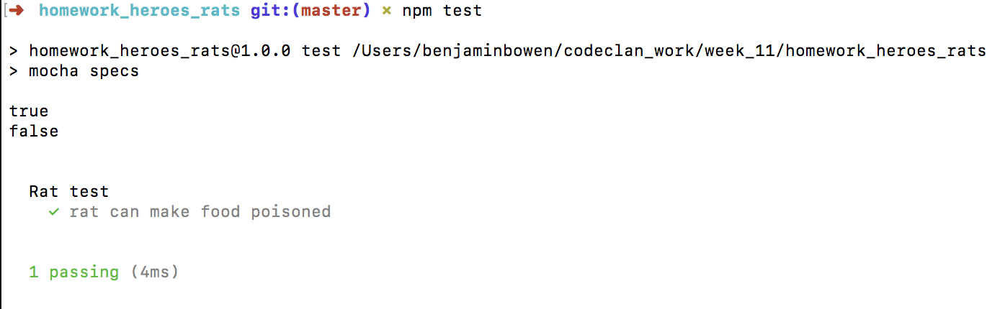 [➜ homework_heroes_rats git:(master) ✗ npm test
> homework_heroes_rats@1.0.0 test /Users/benjaminbowen/codeclan_work/week_11/homework_heroes_rats
> mocha specs
true
false
Rat test
✓ rat can make food poisoned
1 passing (4ms)